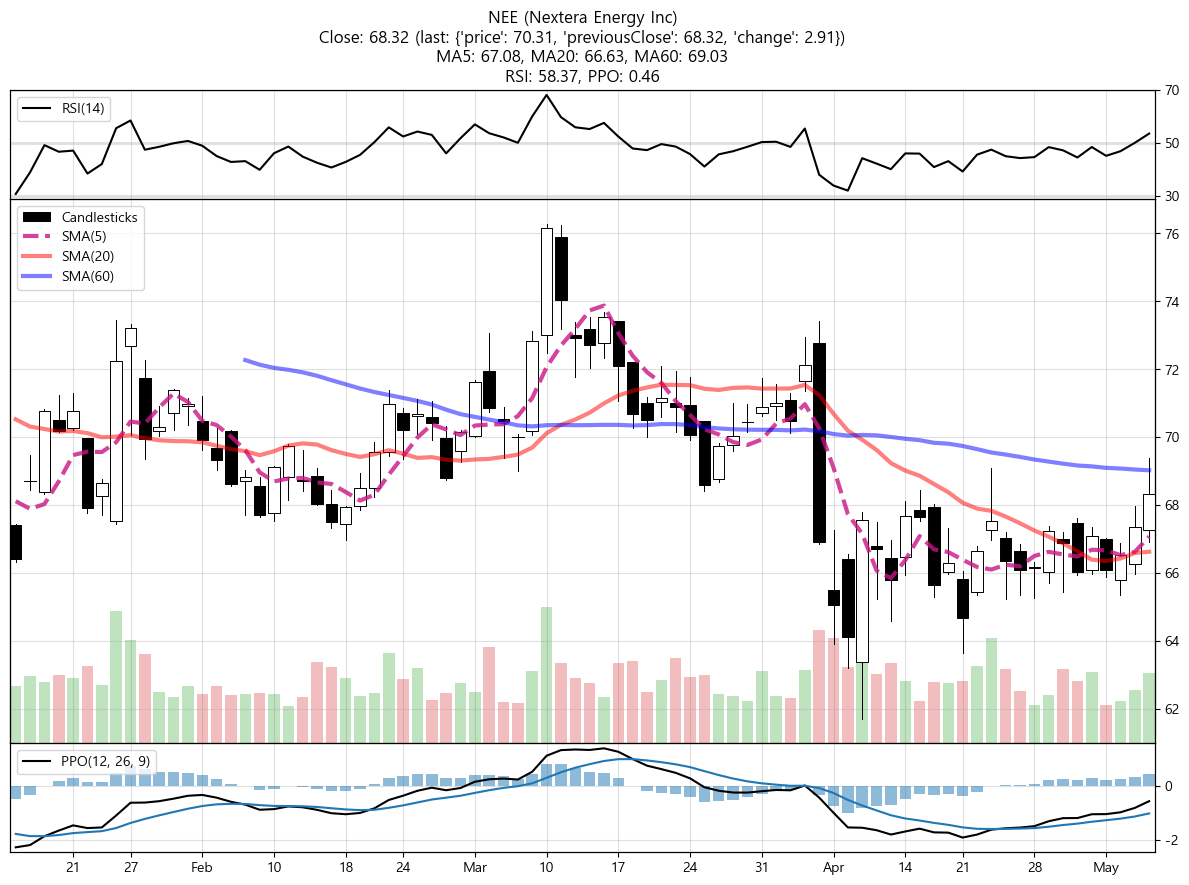 NEE (Nextera Energy Inc)
Close: 68.32 (last: {'price': 70.31, 'previousClose': 68.32, 'change': 2.91})
MA5: 67.08, MA20: 66.63, MA60: 69.03
RSI: 58.37, PPO: 0.46
RSI(14)
70
50
30
Candlesticks
SMA(5)
SMA(20)
SMA(60)
76
74
72
70
68
66
64
62
PPO(12, 26, 9)
0
-2
21 27 Feb 10 18 24 Mar 10 17 24 31 Apr 14 21 28 May